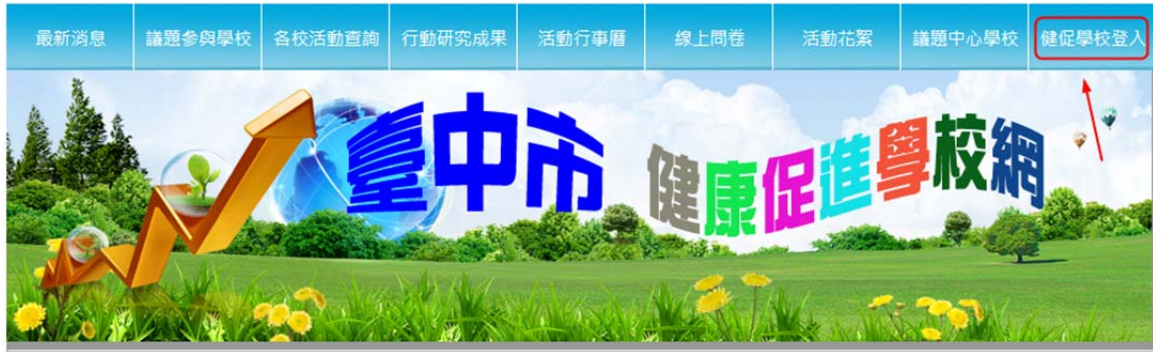 最新消息 議題參與學校 各校活動查詢 行動研究成果 活動行事曆 線上問卷 活動花絮 議題中心學校 健促學校登入
臺中市 健康促進學校網